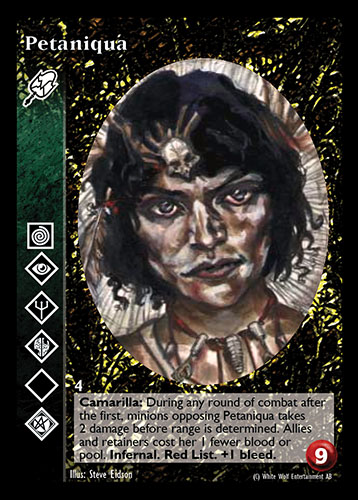 Petaniqua
4
Camarilla: During any round of combat after
the first, minions opposing Petaniqua takes
2 damage before range is determined. Allies
and retainers cost her 1 fewer blood or
pool. Infernal. Red List. +1 bleed.
9
Illus: Steve Eidson
(C) White Wolf Entertainment AB